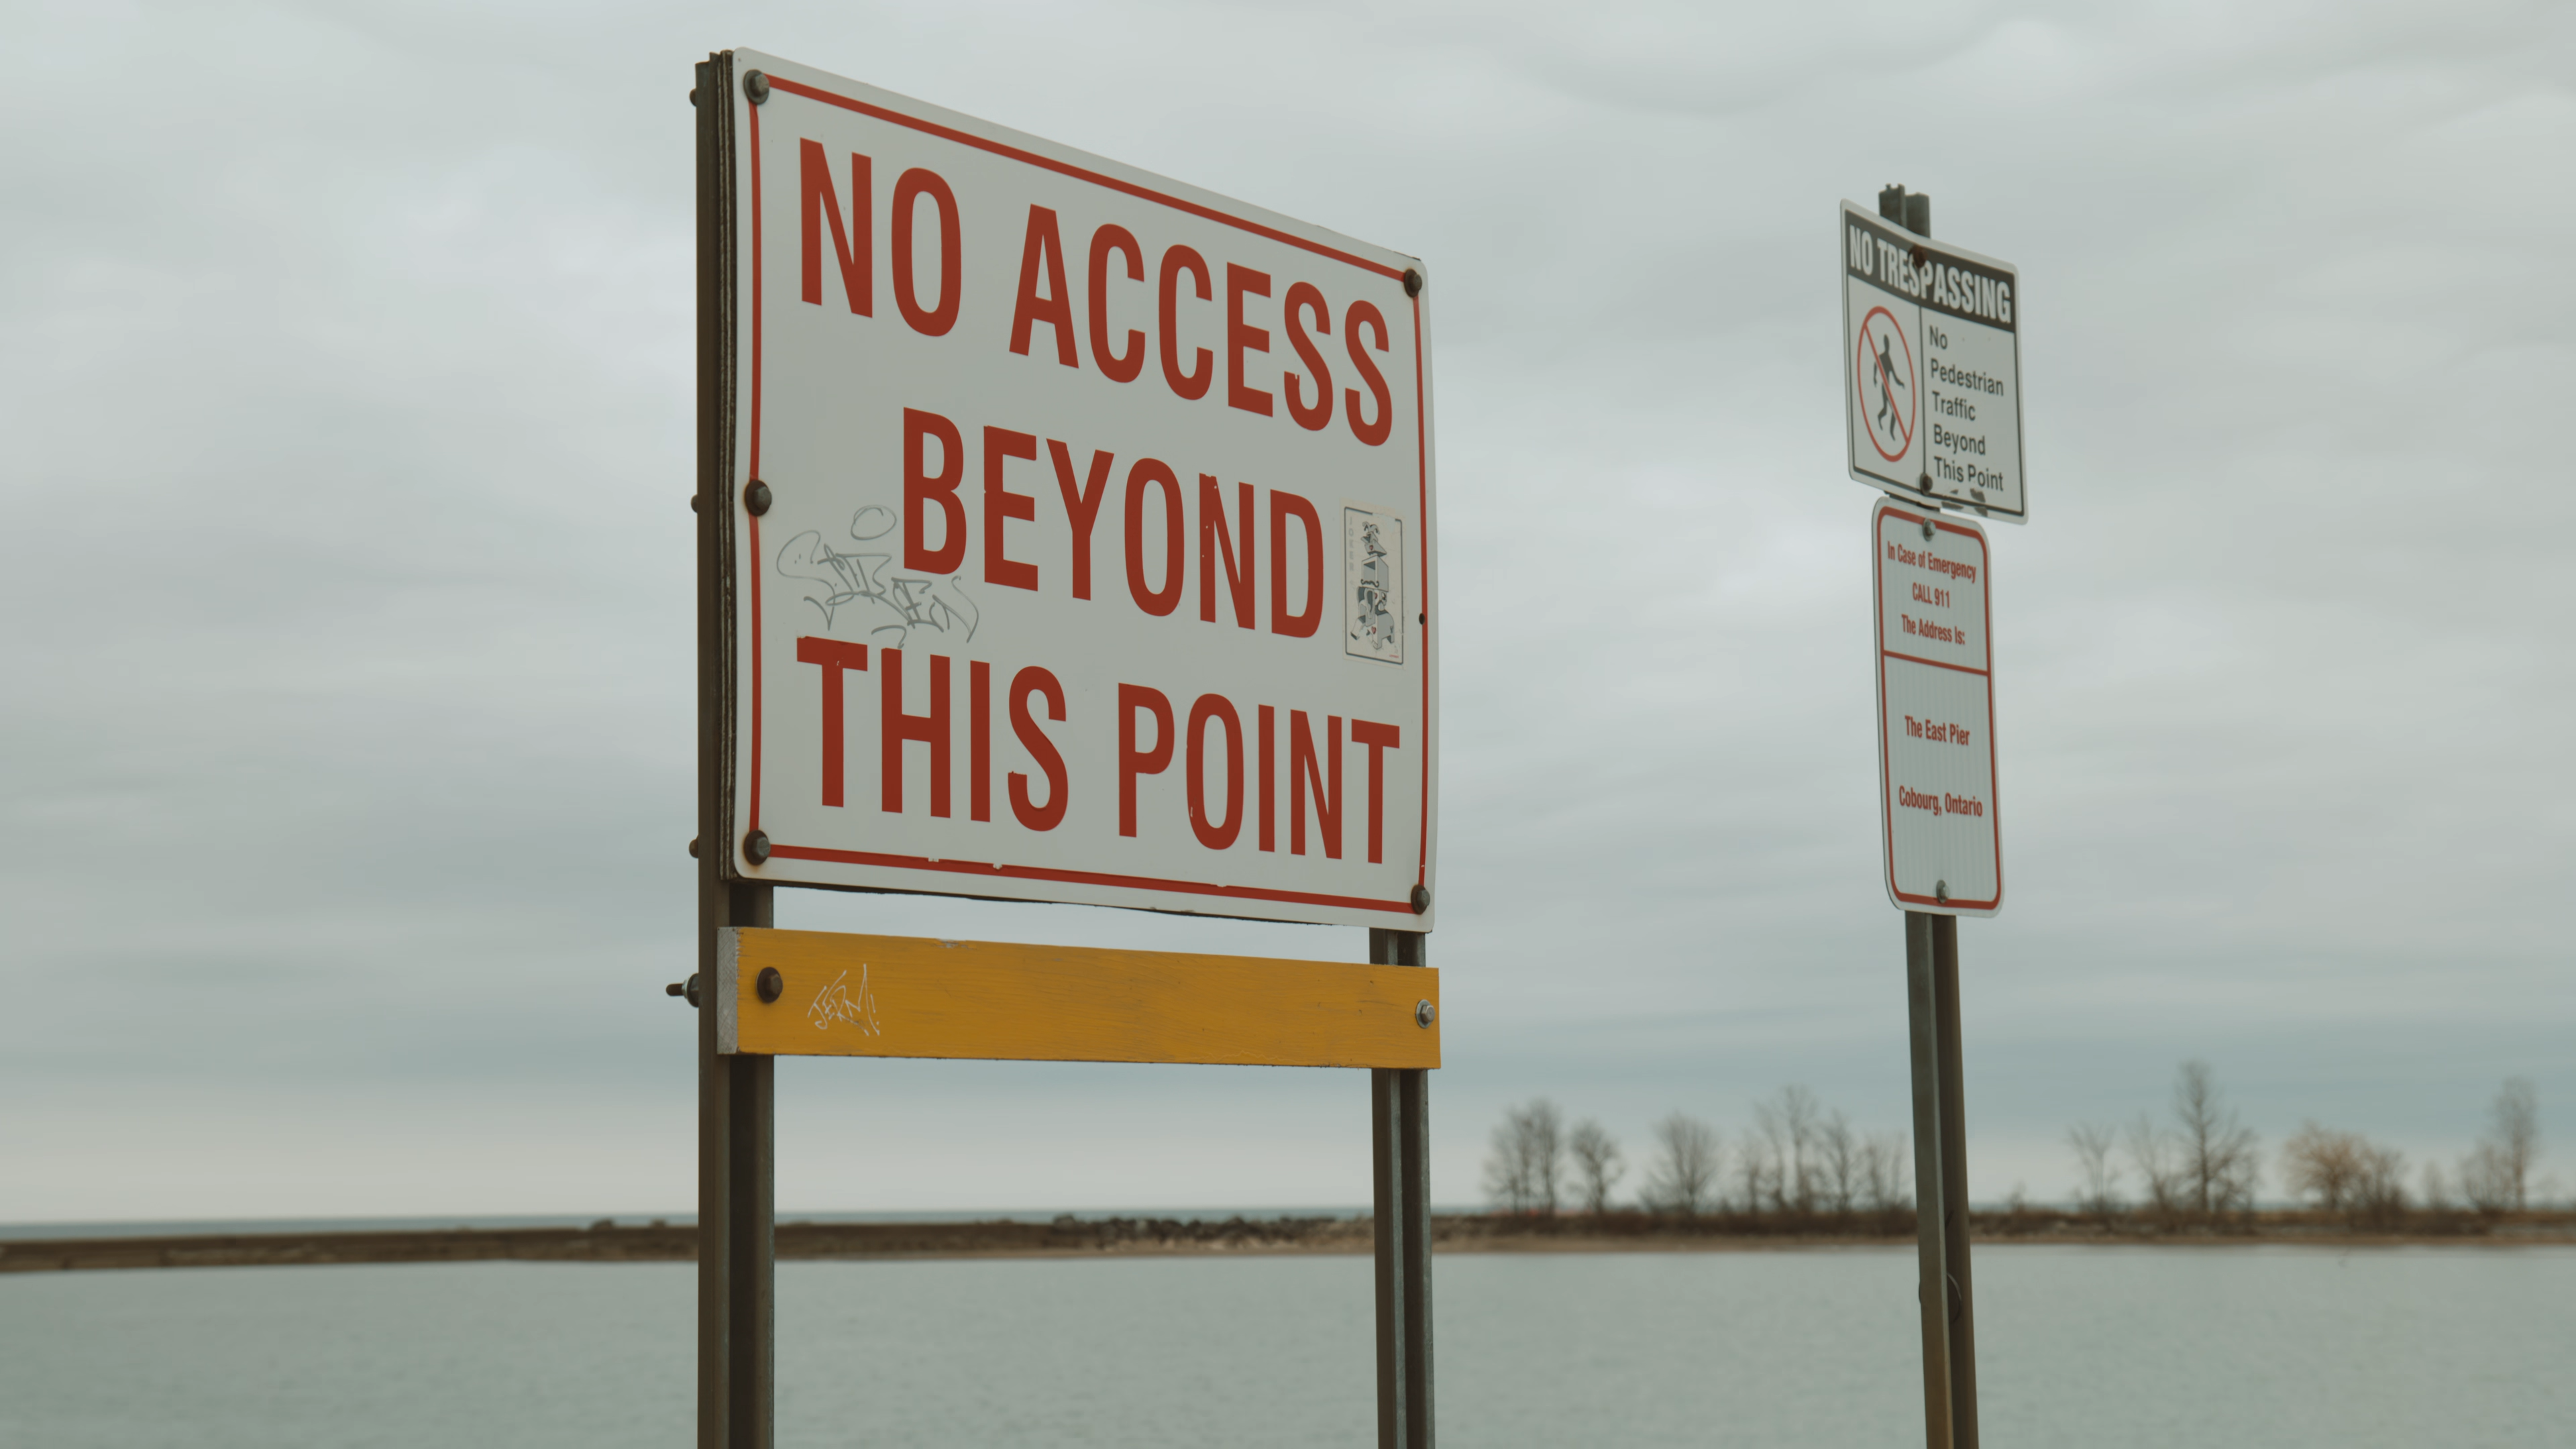 NO ACCESS
BEYOND
THIS POINT
JERM!
NO TRESPASSING
No
Pedestrian
Traffic
Beyond
This Point
In Case of Emergency
CALL 911
The Address Is:
The East Pier
Cobourg, Ontario